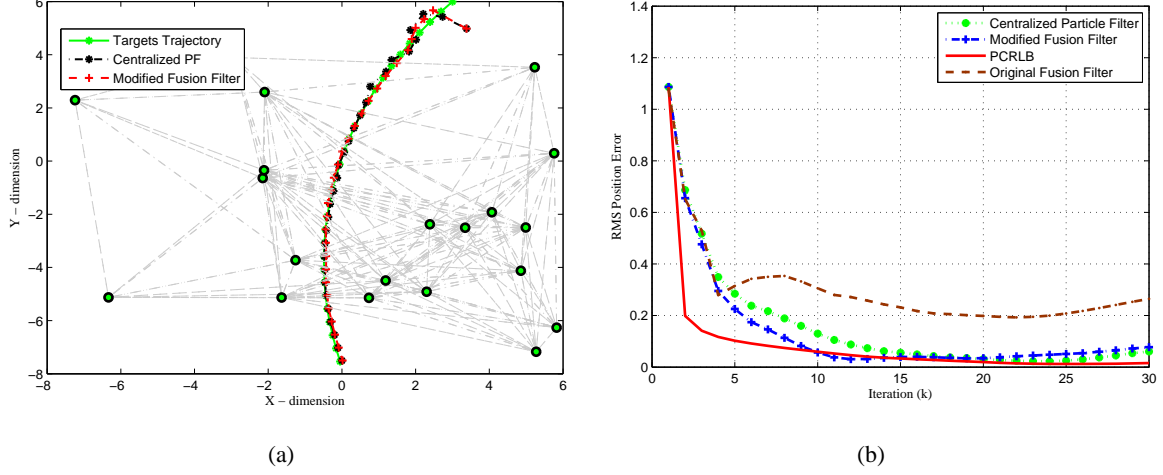 6
4
2
0
−2
−4
−6
−8
Y − dimension
−8
−6
−4
−2
0
2
4
6
X − dimension
Targets Trajectory
Centralized PF
Modified Fusion Filter
(a)
1.4
1.2
1
0.8
0.6
0.4
0.2
0
RMS Position Error
0
5
10
15
20
25
30
Iteration (k)
Centralized Particle Filter
Modified Fusion Filter
PCRLB
Original Fusion Filter
(b)